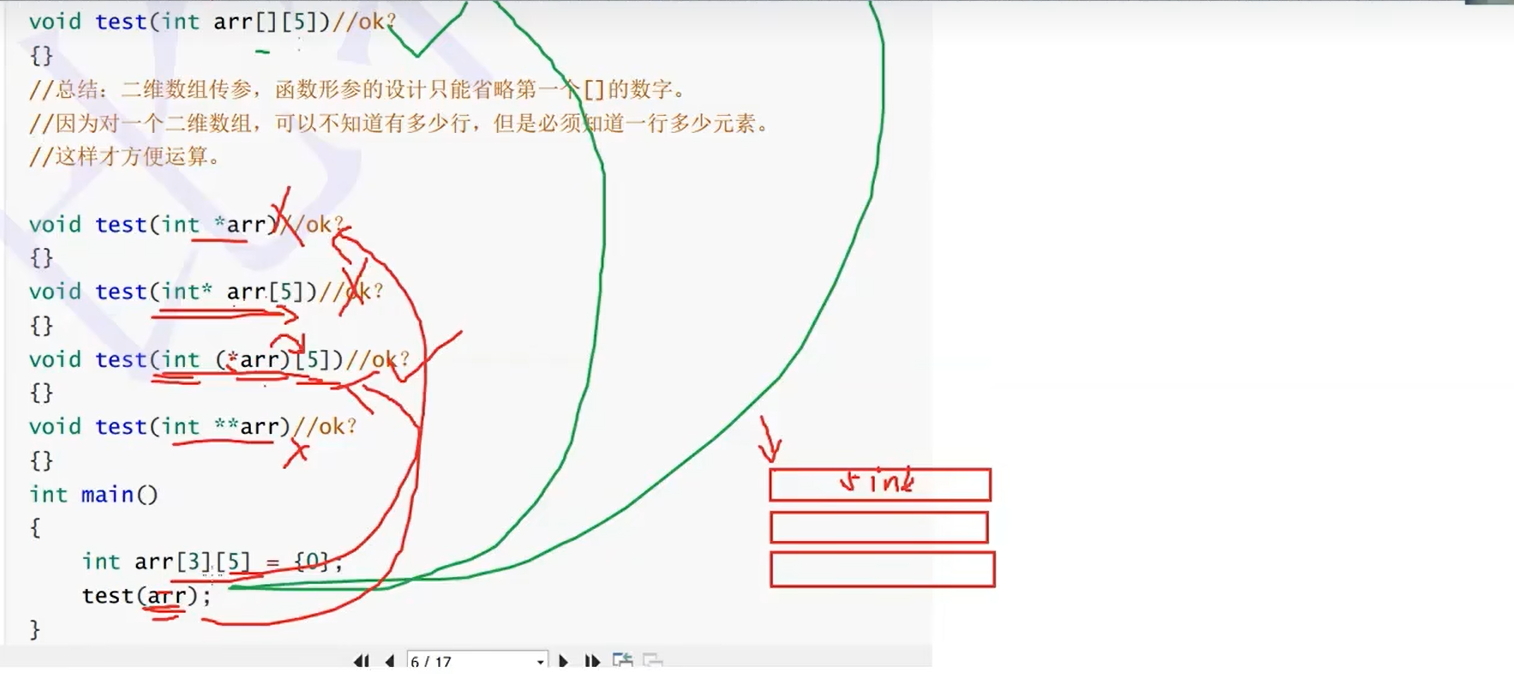 void test(int arr[][5])//ok?
{}
//总结：二维数组传参，函数形参的设计只能省略第一个[]的数字。
//因为对一个二维数组，可以不知道有多少行，但是必须知道一行多少元素。
//这样才方便运算。
void test(int *arr)//ok?
{}
void test(int* arr[5])//ok?
{}
void test(int (*arr)[5])//ok?
{}
void test(int **arr)//ok?
{}
int main()
{
int arr[3][5] = {0};
test(arr);
}
5 int
6 / 17